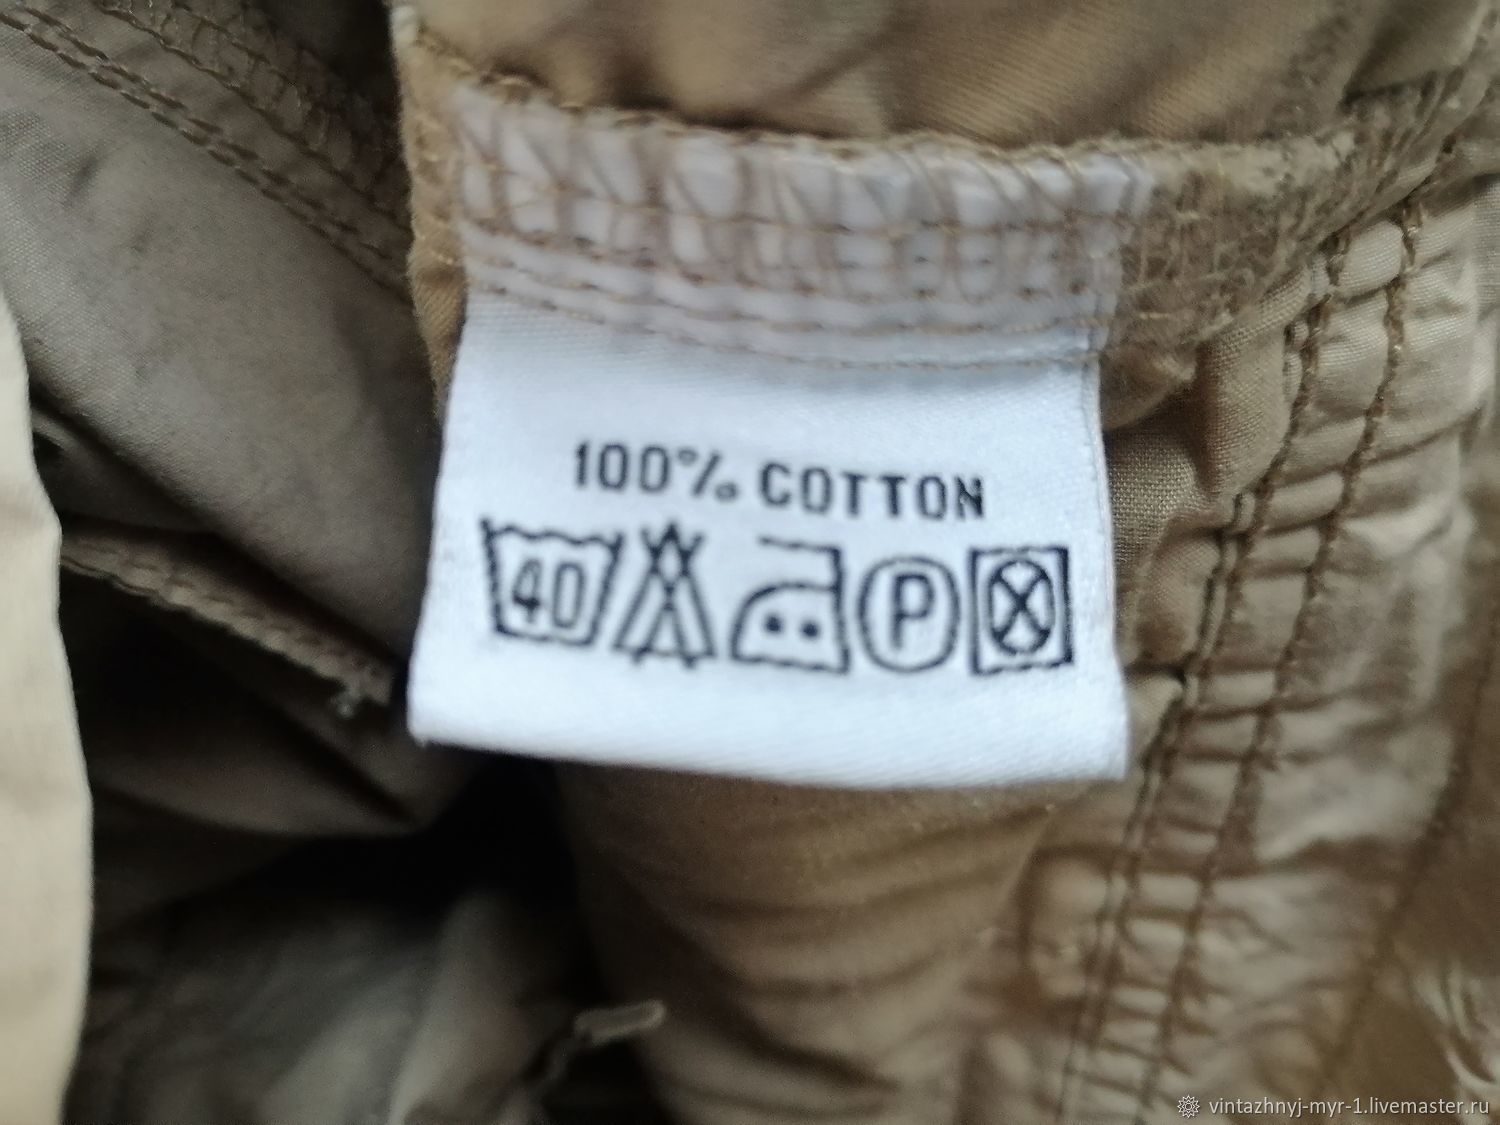 100% COTTON
40 P
vintazhnyj-myr-1.livemaster.ru